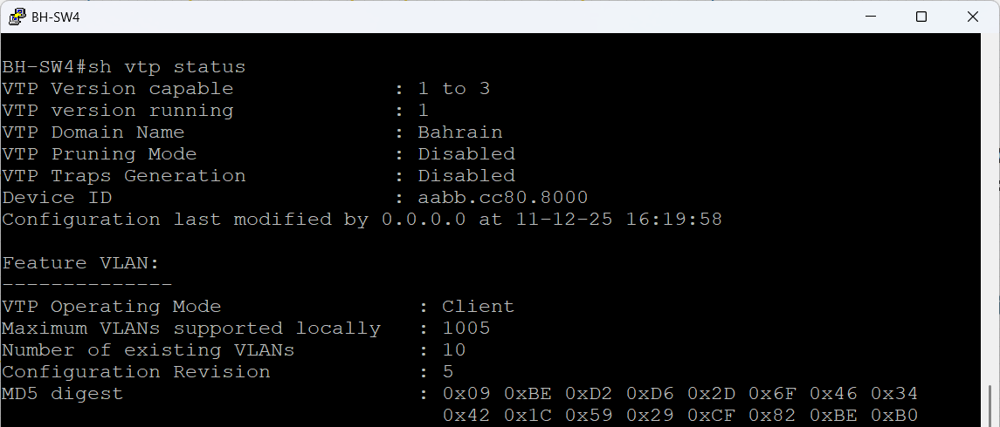 BH-SW4
BH-SW4#sh vtp status
VTP Version capable             : 1 to 3
VTP version running             : 1
VTP Domain Name                 : Bahrain
VTP Pruning Mode                : Disabled
VTP Traps Generation            : Disabled
Device ID                       : aabb.cc80.8000
Configuration last modified by 0.0.0.0 at 11-12-25 16:19:58
Feature VLAN:
--------------
VTP Operating Mode                : Client
Maximum VLANs supported locally   : 1005
Number of existing VLANs          : 10
Configuration Revision            : 5
MD5 digest                        : 0x09 0xBE 0xD2 0xD6 0x2D 0x6F 0x46 0x34
                                    0x42 0x1C 0x59 0x29 0xCF 0x82 0xBE 0xB0